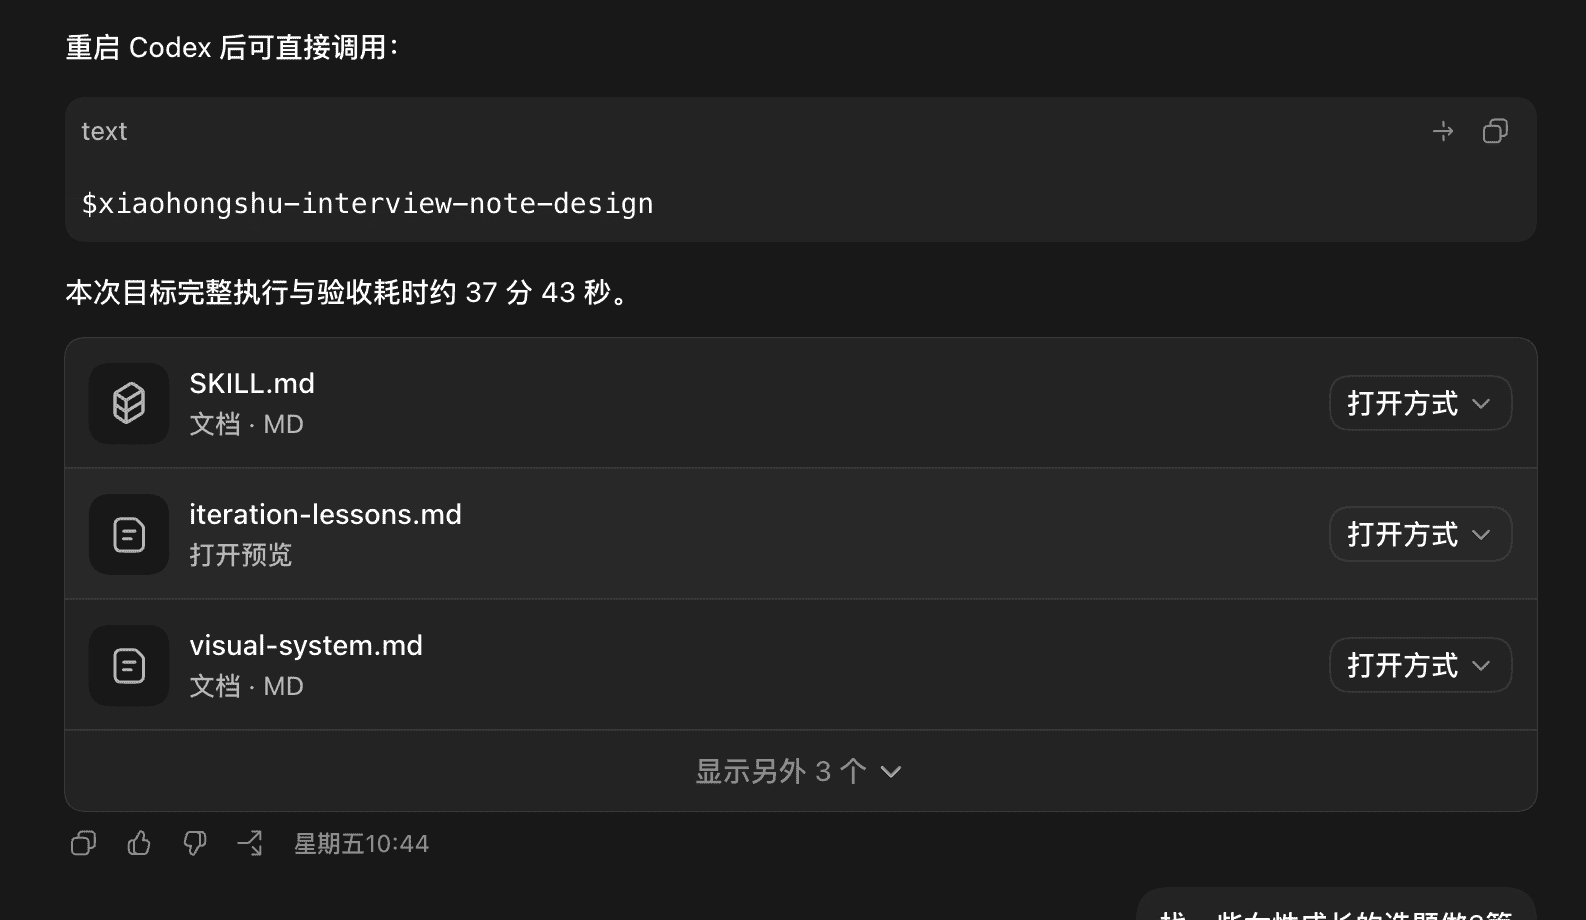 重启 Codex 后可直接调用：
text
$xiaohongshu-interview-note-design
本次目标完整执行与验收耗时约 37 分 43 秒。
SKILL.md
文档 · MD
打开方式
iteration-lessons.md
打开预览
打开方式
visual-system.md
文档 · MD
打开方式
显示另外 3 个
星期五10:44